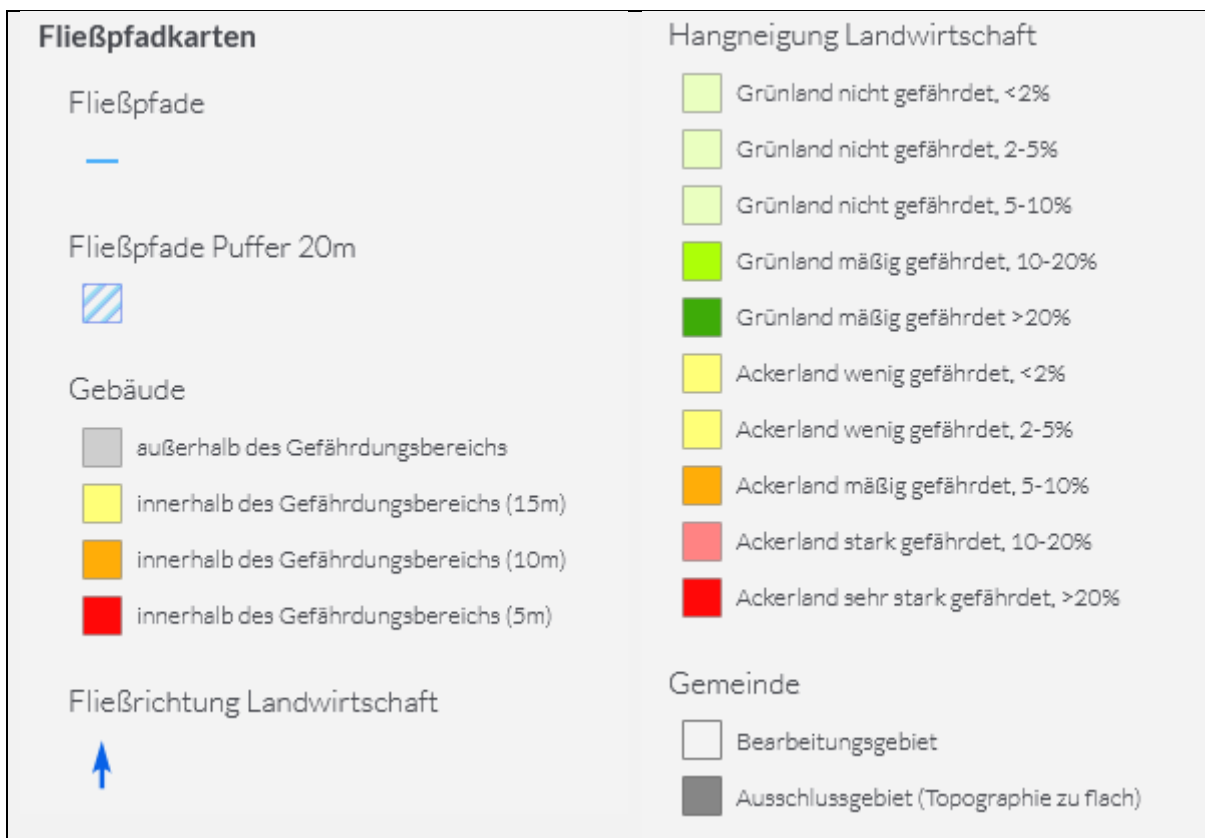 Fließpfadkarten
Fließpfade
Fließpfade Puffer 20m
Gebäude
außerhalb des Gefährdungsbereichs
innerhalb des Gefährdungsbereichs (15m)
innerhalb des Gefährdungsbereichs (10m)
innerhalb des Gefährdungsbereichs (5m)
Fließrichtung Landwirtschaft
Hangneigung Landwirtschaft
Grünland nicht gefährdet, <2%
Grünland nicht gefährdet, 2-5%
Grünland nicht gefährdet, 5-10%
Grünland mäßig gefährdet, 10-20%
Grünland mäßig gefährdet >20%
Ackerland wenig gefährdet, <2%
Ackerland wenig gefährdet, 2-5%
Ackerland mäßig gefährdet, 5-10%
Ackerland stark gefährdet, 10-20%
Ackerland sehr stark gefährdet, >20%
Gemeinde
Bearbeitungsgebiet
Ausschlussgebiet (Topographie zu flach)